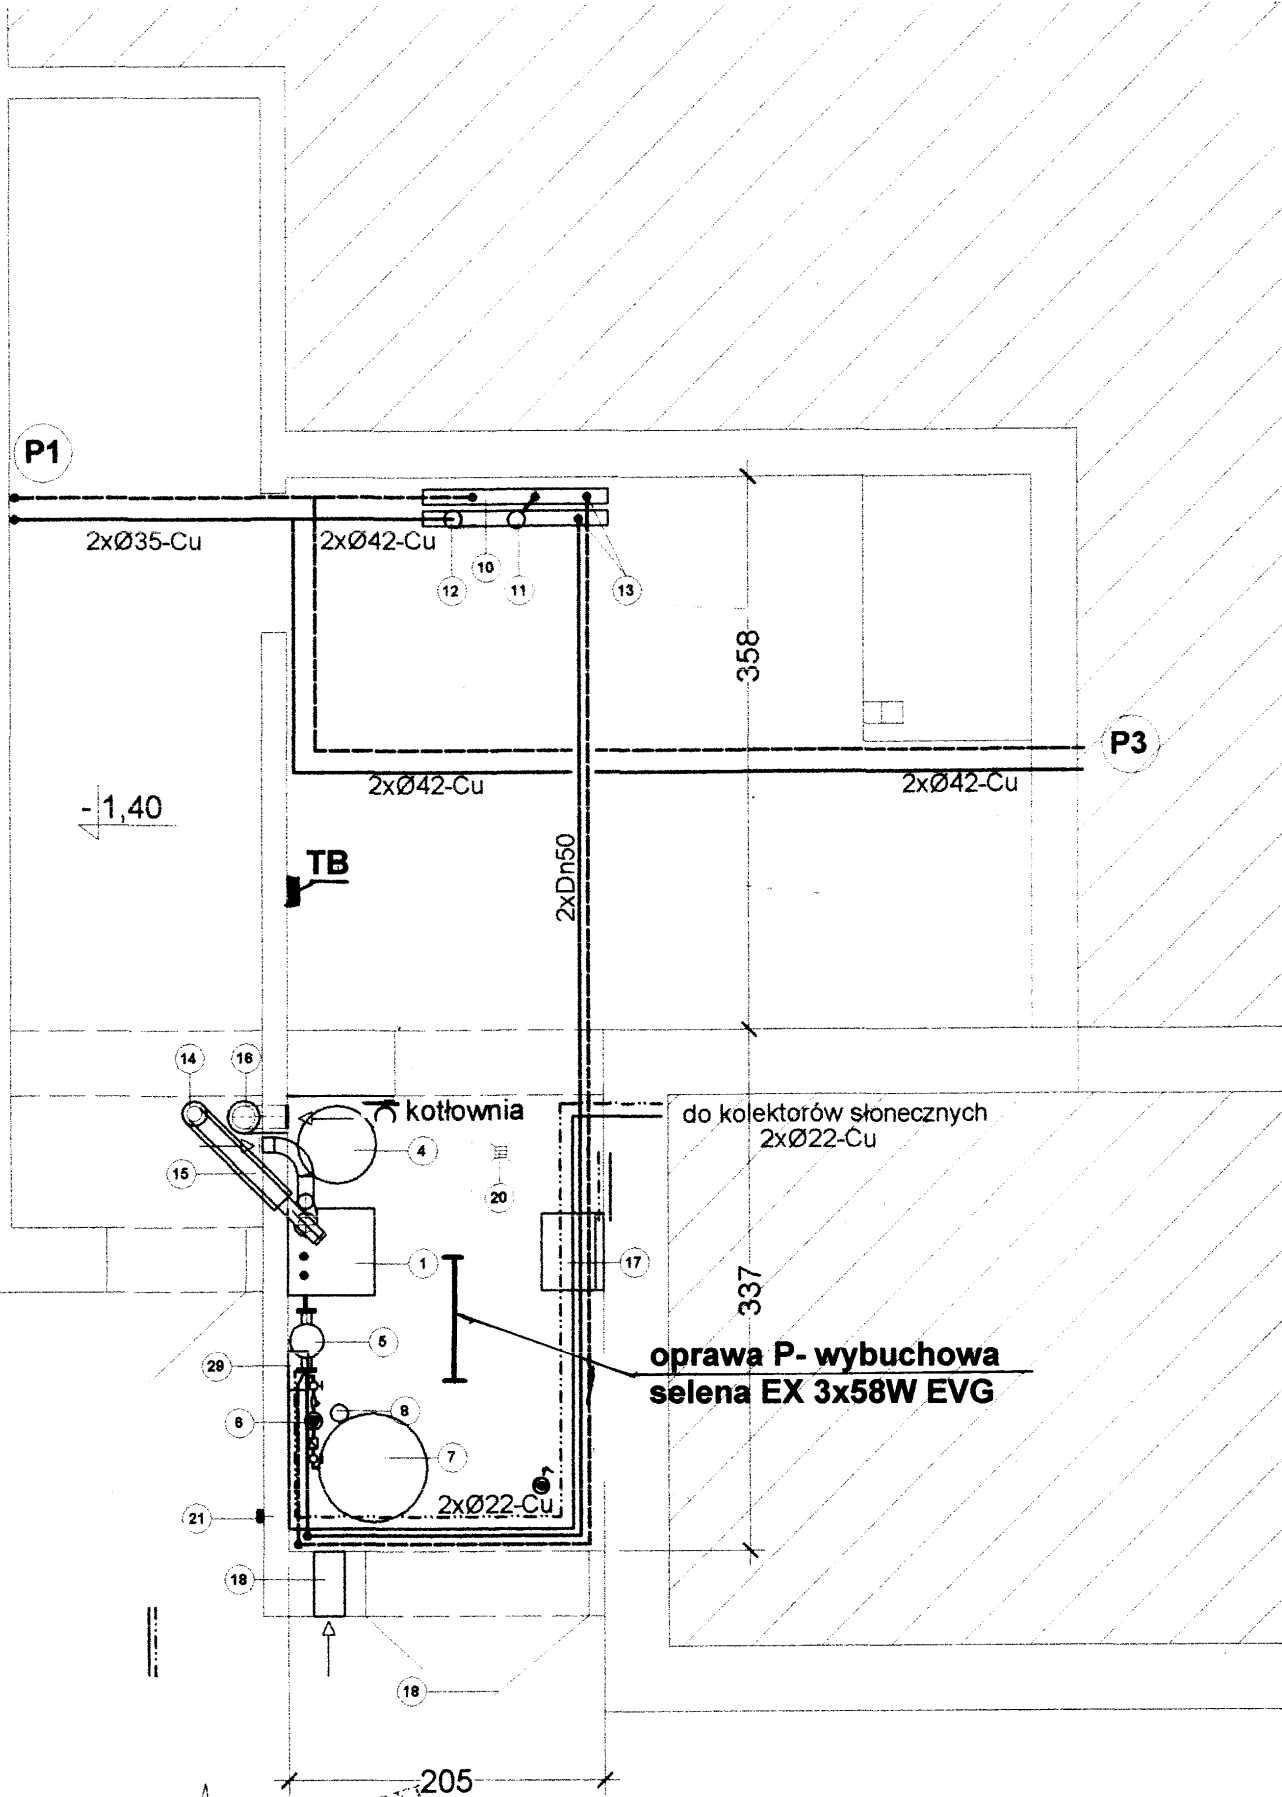 P1
2xØ35-Cu
2xØ42-Cu
10
12
11
13
358
P3
2xØ42-Cu
2xØ42-Cu
- 1,40
TB
2xDn50
14
16
kotłownia
do kolektorów słonecznych
2xØ22-Cu
4
15
20
1
17
337
5
29
oprawa P- wybuchowa
selena EX 3x58W EVG
6
8
7
2xØ22-Cu
21
18
18
205